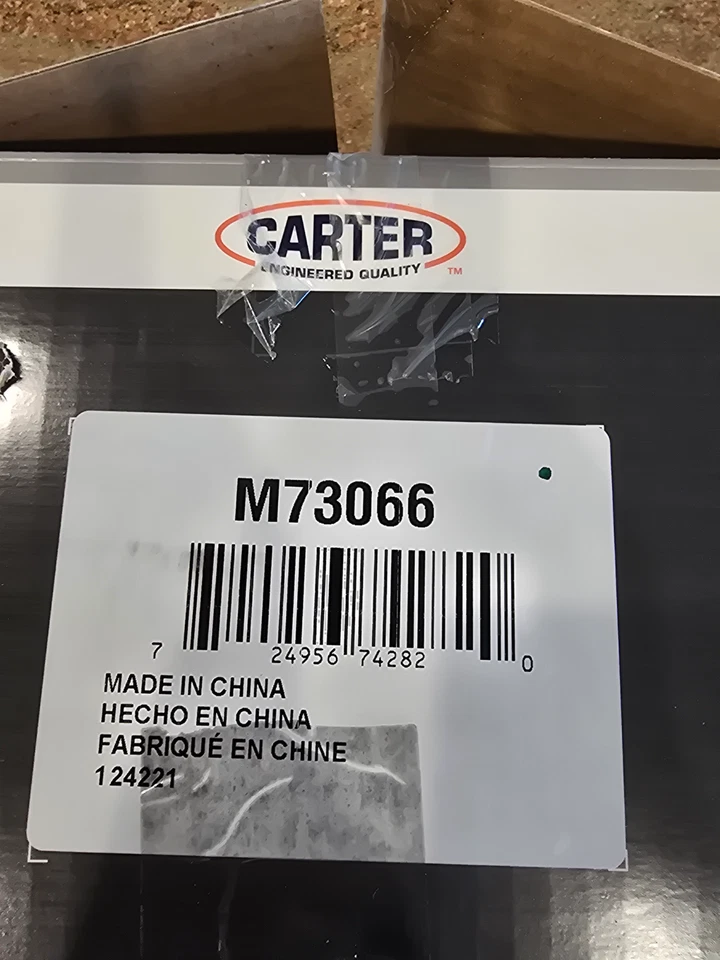 CARTER
ENGINEERED QUALITY ™
M73066
7 24956 74282 0
MADE IN CHINA
HECHO EN CHINA
FABRIQUÉ EN CHINE
124221